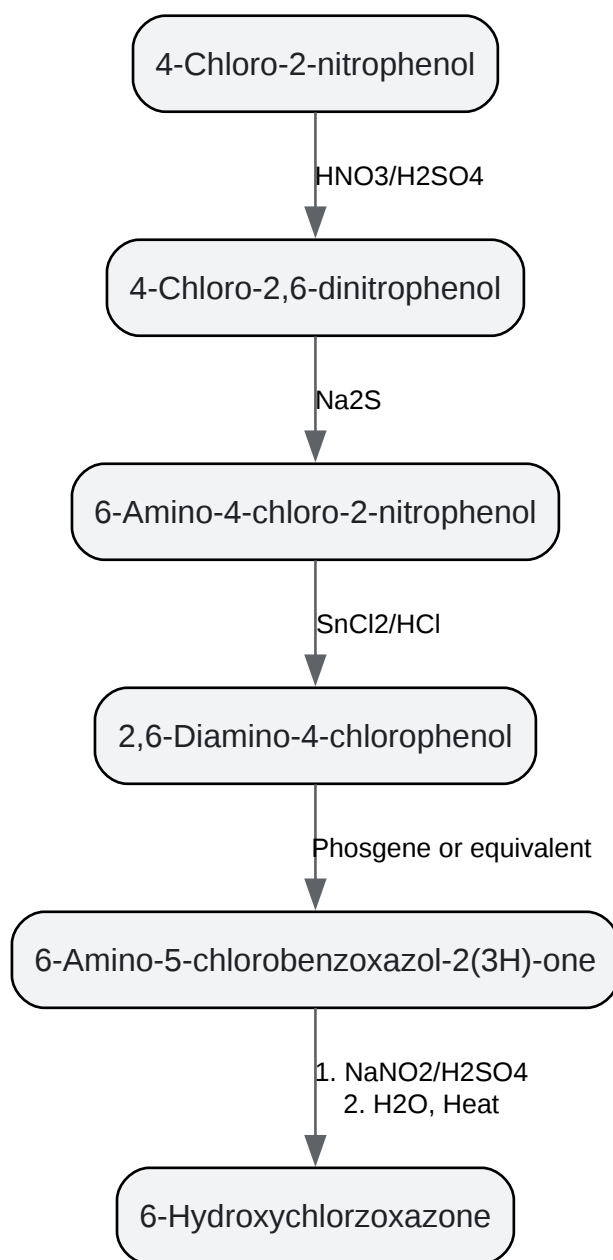 4-Chloro-2-nitrophenol
HNO3/H2SO4
4-Chloro-2,6-dinitrophenol
Na2S
6-Amino-4-chloro-2-nitrophenol
SnCl2/HCl
2,6-Diamino-4-chlorophenol
Phosgene or equivalent
6-Amino-5-chlorobenzoxazol-2(3H)-one
1. NaNO2/H2SO4
2. H2O, Heat
6-Hydroxychlorzoxazone